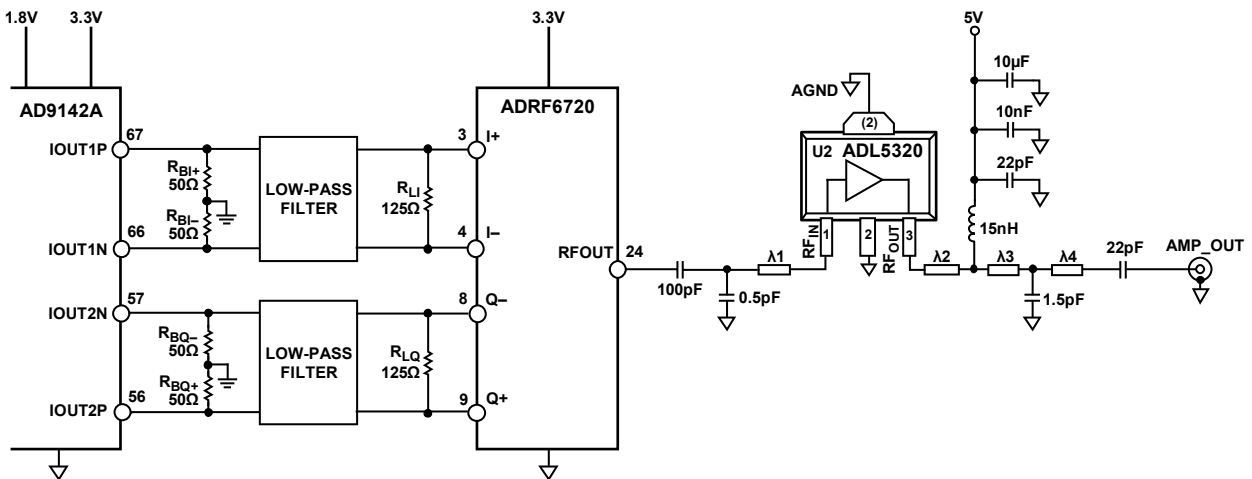 1.8V 3.3V
AD9142A
IOUT1P
67
RBI+
50Ω
RBI–
50Ω
IOUT1N
66
LOW-PASS
FILTER
RLI
125Ω
IOUT2N
57
RBQ–
50Ω
RBQ+
50Ω
IOUT2P
56
LOW-PASS
FILTER
RLQ
125Ω
3.3V
ADRF6720
3 I+
4 I–
8 Q–
9 Q+
RFOUT
24
100pF
0.5pF
λ1
AGND
(2)
U2 ADL5320
RFIN
1
2
3
RFOUT
λ2
5V
10µF
10nF
22pF
15nH
λ3
λ4
1.5pF
22pF
AMP_OUT